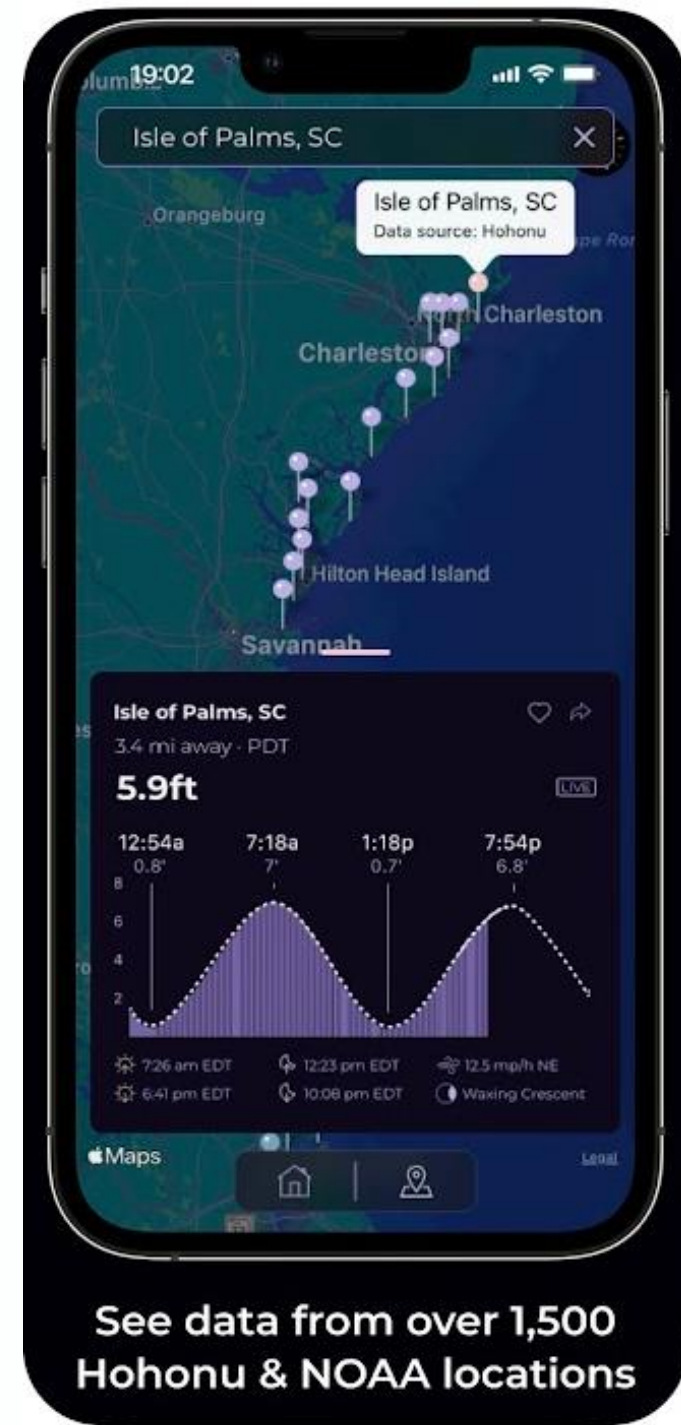 19:02
Isle of Palms, SC
Orangeburg
Isle of Palms, SC
Data source: Hohonu
North Charleston
Charleston
Hilton Head Island
Savannah
Isle of Palms, SC
3.4 mi away · PDT
5.9ft
LIVE
12:54a 7:18a 1:18p 7:54p
0.8' 7' 0.7' 6.8'
8
6
4
2
7:26 am EDT 12:23 pm EDT 12.5 mp/h NE
6:41 pm EDT 10:08 pm EDT Waxing Crescent
Maps
Legal
See data from over 1,500
Hohonu & NOAA locations